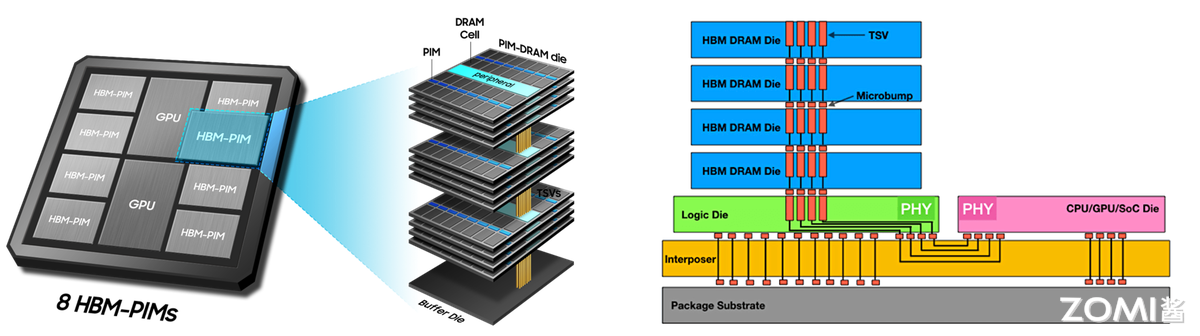 HBM-PIM
HBM-PIM
GPU
HBM-PIM
HBM-PIM
HBM-PIM
HBM-PIM
GPU
HBM-PIM
HBM-PIM
8 HBM-PIMs
DRAM
Cell
PIM
PIM-DRAM die
peripheral
TSVs
Buffer Die
HBM DRAM Die
TSV
HBM DRAM Die
Microbump
HBM DRAM Die
HBM DRAM Die
Logic Die
PHY
PHY
CPU/GPU/SoC Die
Interposer
Package Substrate
ZOMI酱